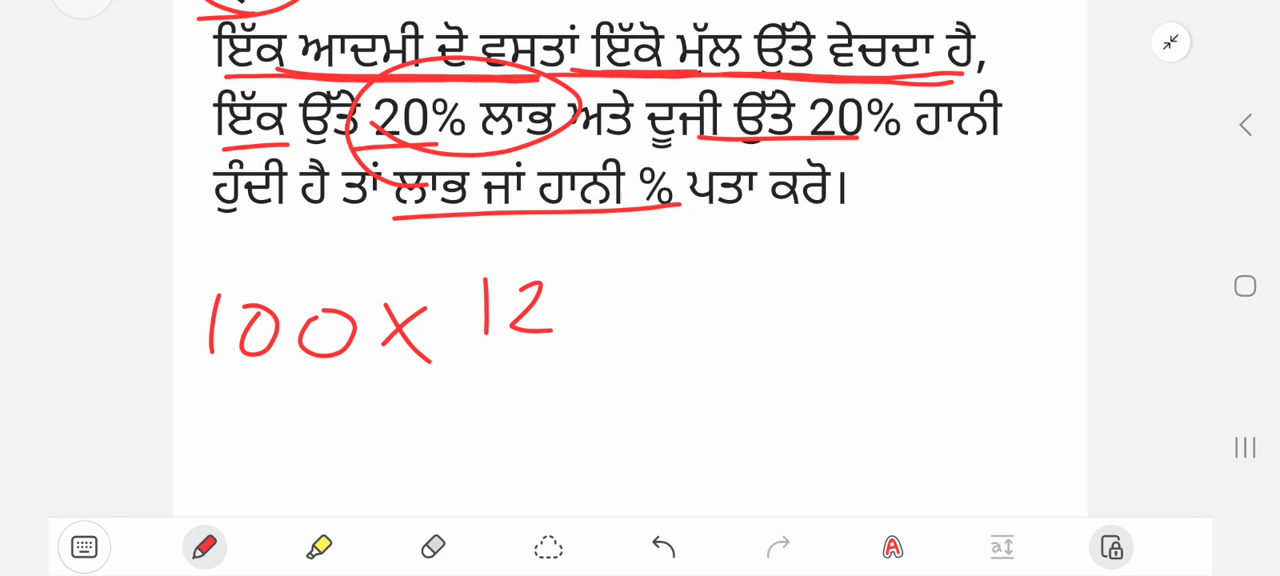 ਇੱਕ ਆਦਮੀ ਦੋ ਵਸਤਾਂ ਇੱਕੋ ਮੁੱਲ ਉੱਤੇ ਵੇਚਦਾ ਹੈ,
ਇੱਕ ਉੱਤੇ 20% ਲਾਭ ਅਤੇ ਦੂਜੀ ਉੱਤੇ 20% ਹਾਨੀ
ਹੁੰਦੀ ਹੈ ਤਾਂ ਲਾਭ ਜਾਂ ਹਾਨੀ % ਪਤਾ ਕਰੋ।
100 × 12